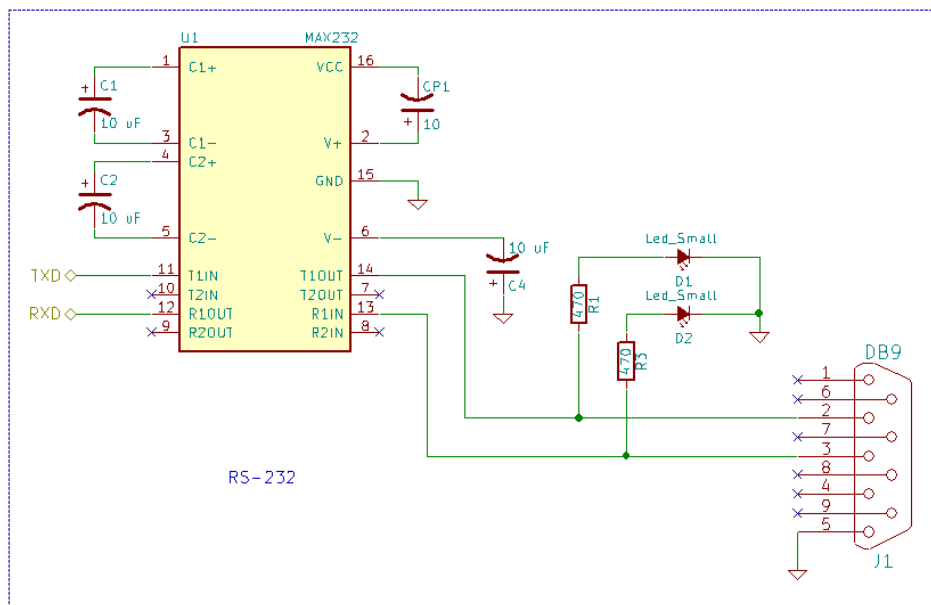 U1 MAX232
1 C1+ VCC 16
+ C1 CP1
10 uF + 10
3 C1- V+ 2
4 C2+
+ C2 GND 15
10 uF
5 C2- V- 6
10 uF
+ C4
Led_Small
D1
TXD 11 T1IN T1OUT 14
10 T2IN T2OUT 7
RXD 12 R1OUT R1IN 13
9 R2OUT R2IN 8
470 R1
Led_Small
D2
470 R3
DB9
1
6
2
7
3
8
4
9
5
J1
RS-232